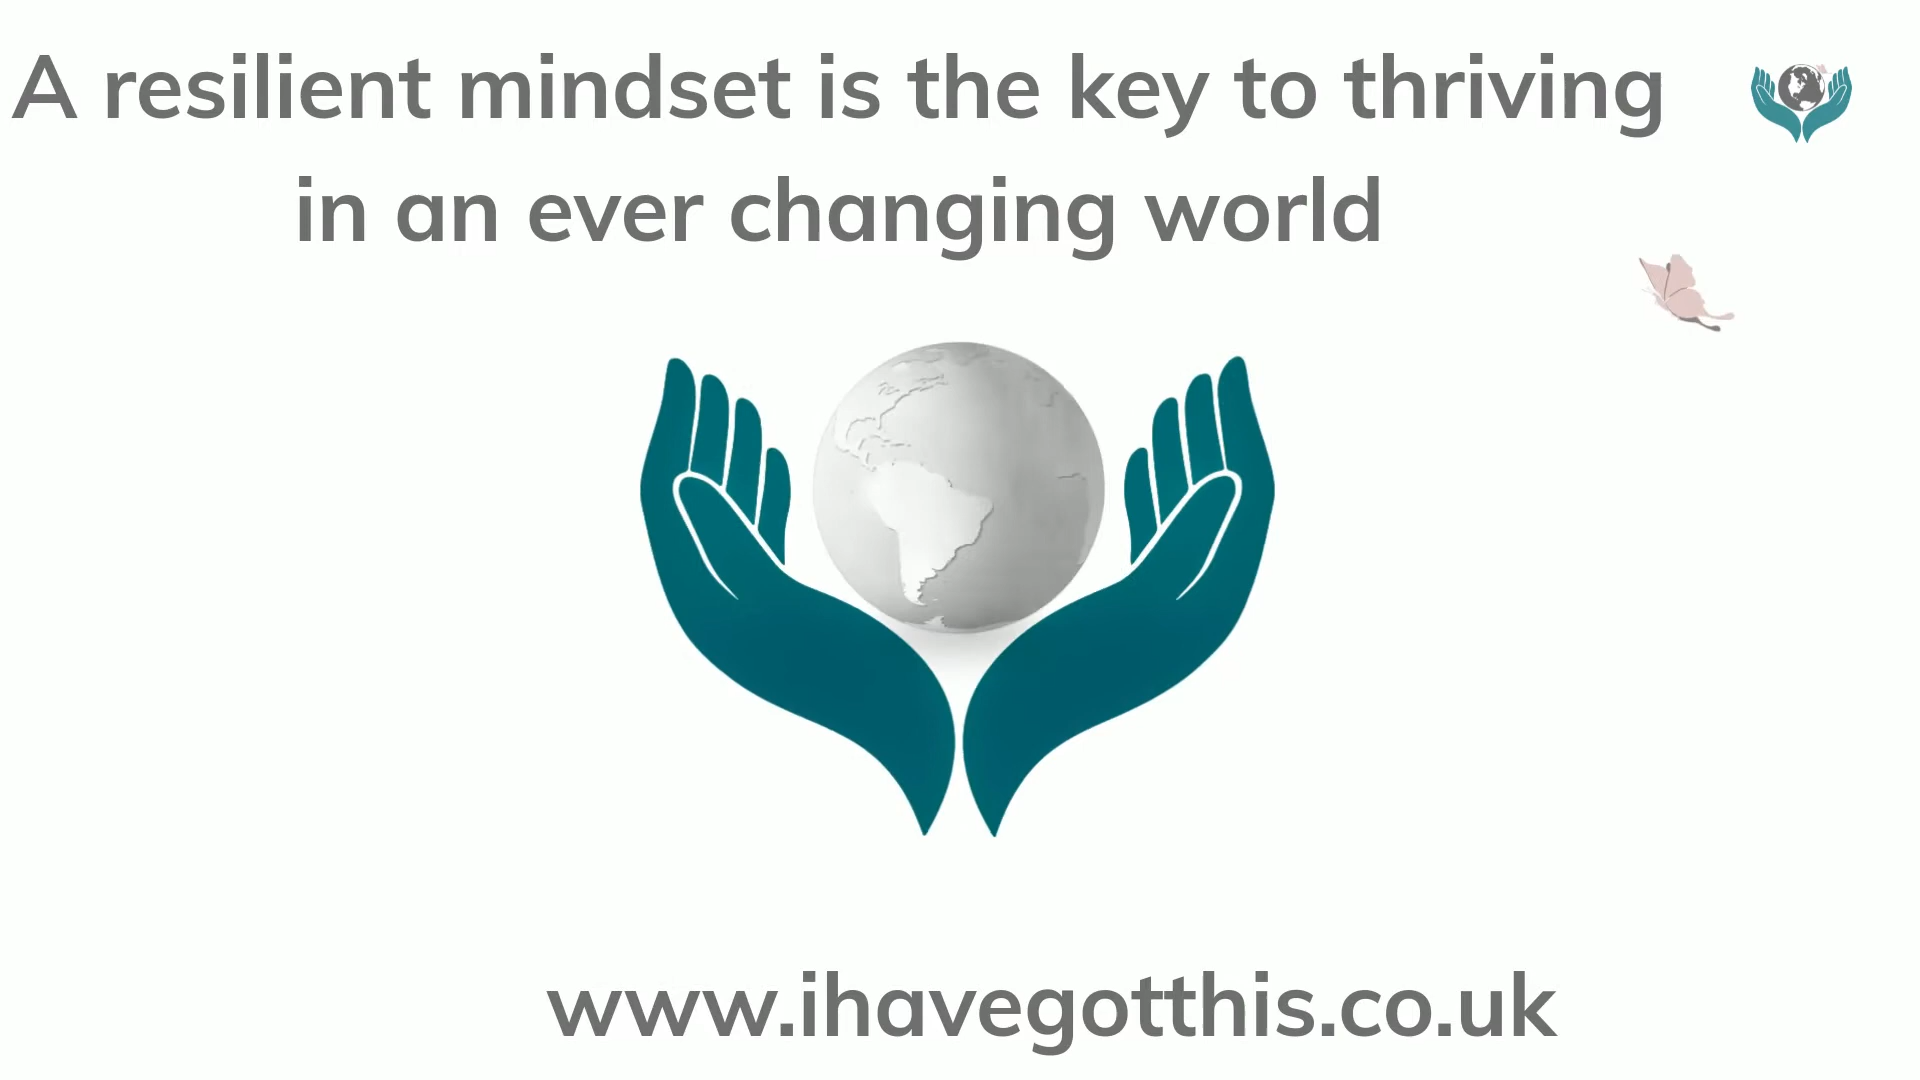 A resilient mindset is the key to thriving
in an ever changing world
www.ihavegotthis.co.uk